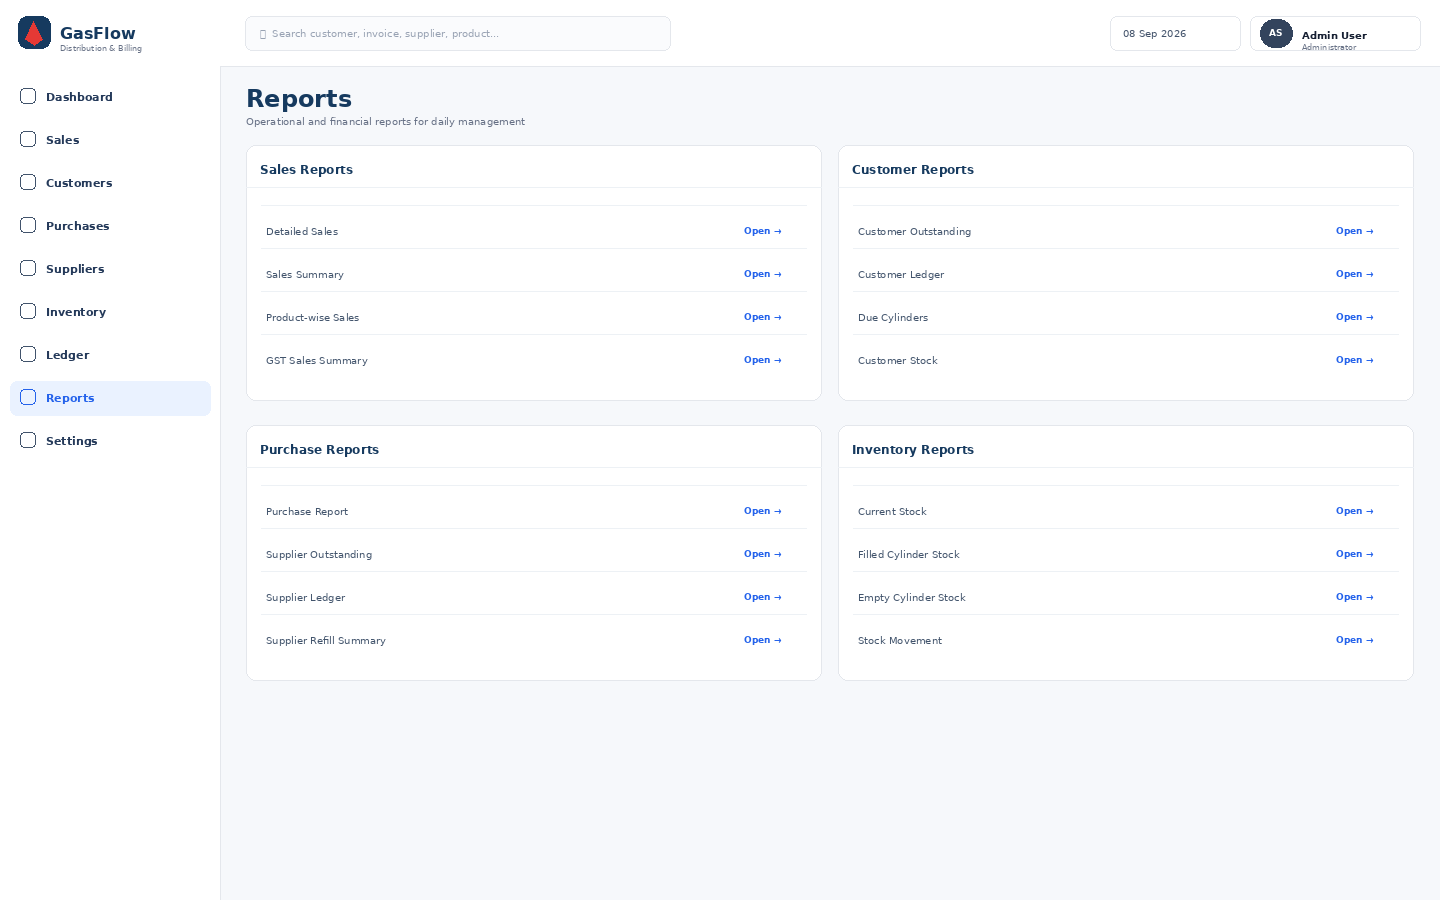 GasFlow
Distribution & Billing
Search customer, invoice, supplier, product...
08 Sep 2026
AS
Admin User
Administrator
Dashboard
Sales
Customers
Purchases
Suppliers
Inventory
Ledger
Reports
Settings
Reports
Operational and financial reports for daily management
Sales Reports
Detailed Sales Open →
Sales Summary Open →
Product-wise Sales Open →
GST Sales Summary Open →
Customer Reports
Customer Outstanding Open →
Customer Ledger Open →
Due Cylinders Open →
Customer Stock Open →
Purchase Reports
Purchase Report Open →
Supplier Outstanding Open →
Supplier Ledger Open →
Supplier Refill Summary Open →
Inventory Reports
Current Stock Open →
Filled Cylinder Stock Open →
Empty Cylinder Stock Open →
Stock Movement Open →